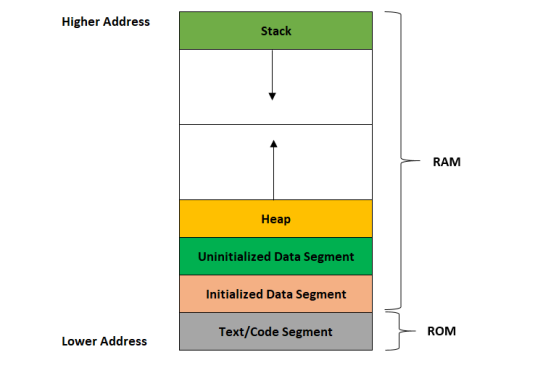 Higher Address
Stack
RAM
Heap
Uninitialized Data Segment
Initialized Data Segment
Text/Code Segment
ROM
Lower Address